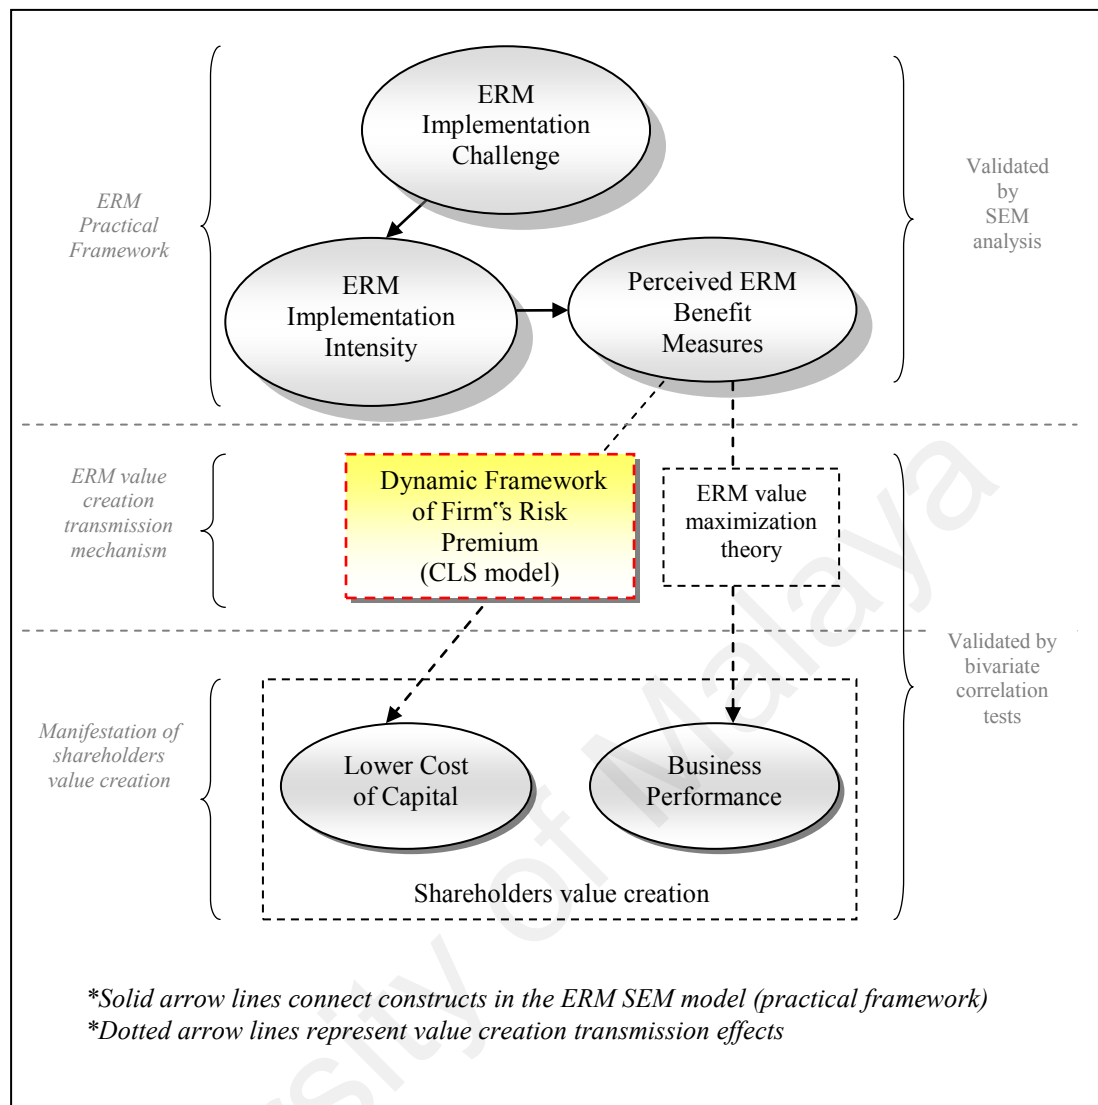 ERM
Implementation
Challenge
ERM
Practical
Framework
Validated
by
SEM
analysis
ERM
Implementation
Intensity
Perceived ERM
Benefit
Measures
ERM value
creation
transmission
mechanism
Dynamic Framework
of Firm‟s Risk
Premium
(CLS model)
ERM value
maximization
theory
Validated by
bivariate
correlation
tests
Manifestation of
shareholders
value creation
Lower Cost
of Capital
Business
Performance
Shareholders value creation
*Solid arrow lines connect constructs in the ERM SEM model (practical framework)
*Dotted arrow lines represent value creation transmission effects
University of Malaya